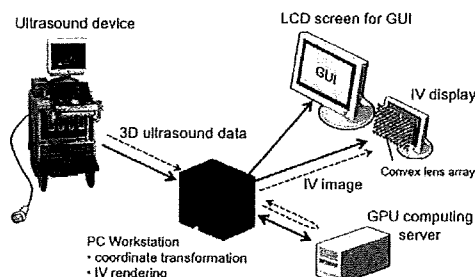 Ultrasound device
LCD screen for GUI
GUI
IV display
3D ultrasound data
Convex lens array
IV image
GPU computing
server
PC Workstation
• coordinate transformation
• IV rendering